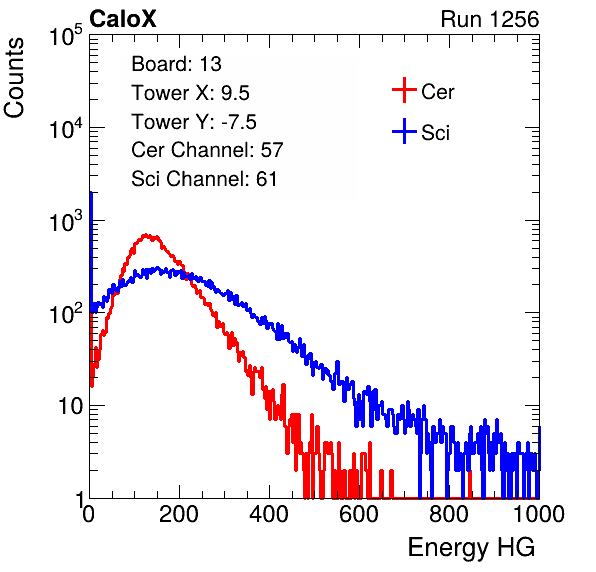 CaloX Run 1256
Counts
Board: 13
Tower X: 9.5
Tower Y: -7.5
Cer Channel: 57
Sci Channel: 61
Cer
Sci
10^5
10^4
10^3
10^2
10
1
0 200 400 600 800 1000
Energy HG